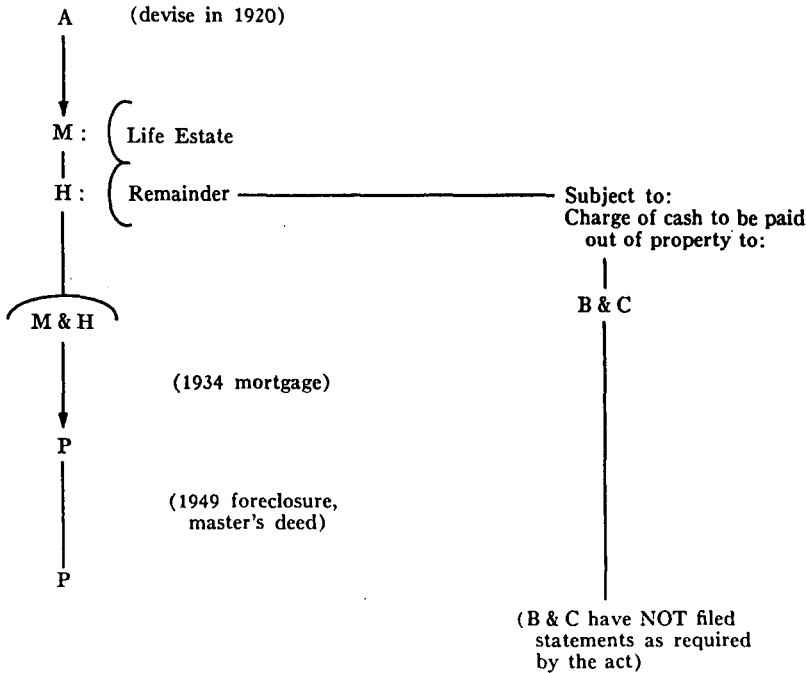 A (devise in 1920)
M : Life Estate
H : Remainder
Subject to:
Charge of cash to be paid
out of property to:
M & H
B & C
(1934 mortgage)
P
(1949 foreclosure,
master's deed)
P
(B & C have NOT filed
statements as required
by the act)